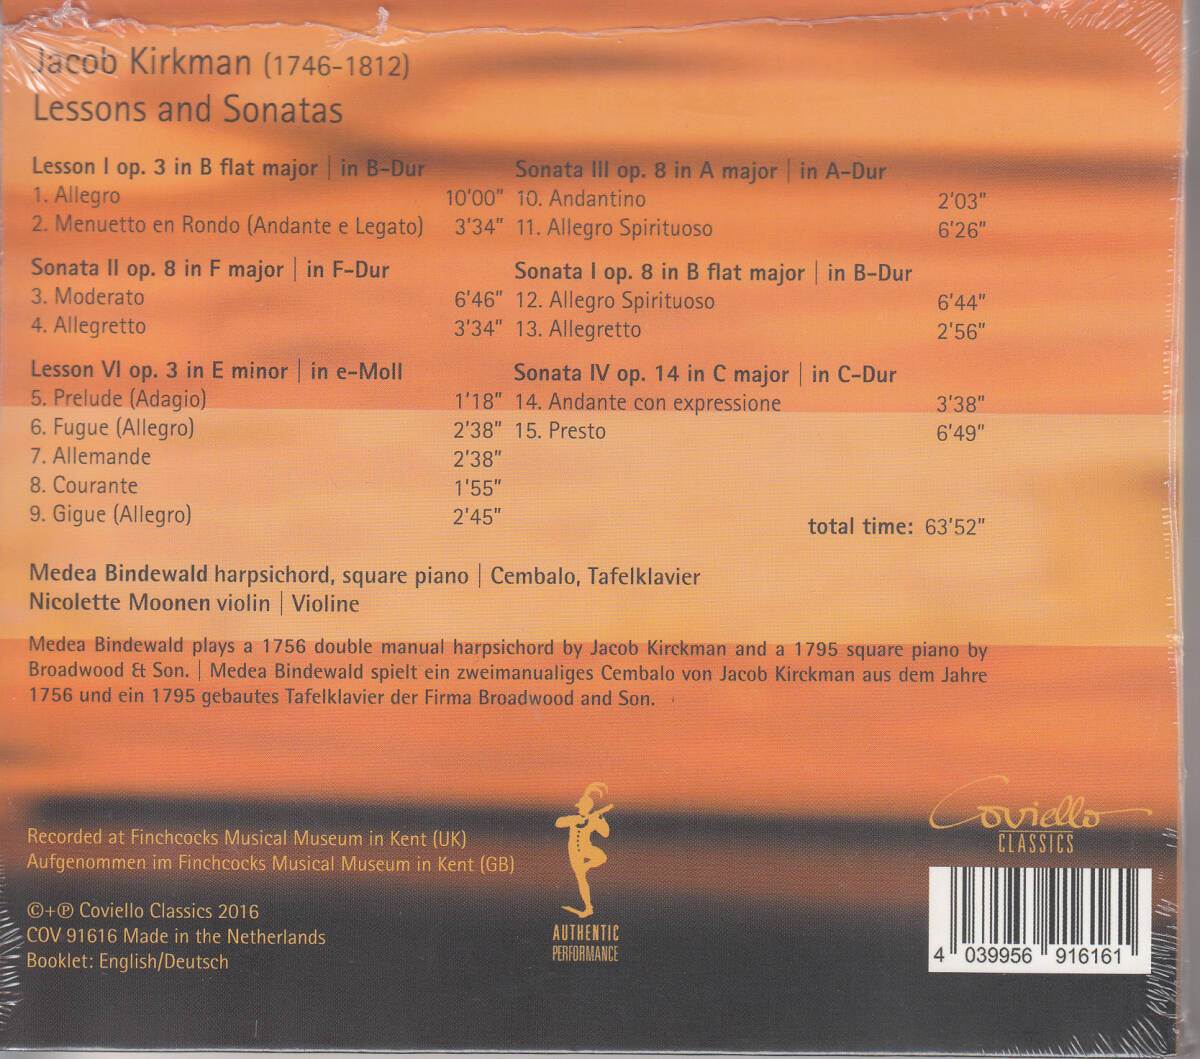 Jacob Kirkman (1746-1812)
Lessons and Sonatas
Lesson I op. 3 in B flat major | in B-Dur
1. Allegro 10'00"
2. Menuetto en Rondo (Andante e Legato) 3'34"
Sonata II op. 8 in F major | in F-Dur
3. Moderato 6'46"
4. Allegretto 3'34"
Lesson VI op. 3 in E minor | in e-Moll
5. Prelude (Adagio) 1'18"
6. Fugue (Allegro) 2'38"
7. Allemande 2'38"
8. Courante 1'55"
9. Gigue (Allegro) 2'45"
Sonata III op. 8 in A major | in A-Dur
10. Andantino 2'03"
11. Allegro Spirituoso 6'26"
Sonata I op. 8 in B flat major | in B-Dur
12. Allegro Spirituoso 6'44"
13. Allegretto 2'56"
Sonata IV op. 14 in C major | in C-Dur
14. Andante con expressione 3'38"
15. Presto 6'49"
total time: 63'52"
Medea Bindewald harpsichord, square piano | Cembalo, Tafelklavier
Nicolette Moonen violin | Violine
Medea Bindewald plays a 1756 double manual harpsichord by Jacob Kirckman and a 1795 square piano by
Broadwood & Son. | Medea Bindewald spielt ein zweimanualiges Cembalo von Jacob Kirckman aus dem Jahre
1756 und ein 1795 gebautes Tafelklavier der Firma Broadwood and Son.
Recorded at Finchcocks Musical Museum in Kent (UK)
Aufgenommen im Finchcocks Musical Museum in Kent (GB)
©+℗ Coviello Classics 2016
COV 91616 Made in the Netherlands
Booklet: English/Deutsch
AUTHENTIC
PERFORMANCE
Coviello
CLASSICS
4 039956 916161